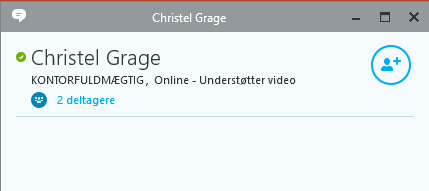 Christel Grage
Christel Grage
KONTORFULDMÆGTIG, Online - Understøtter video
2 deltagere